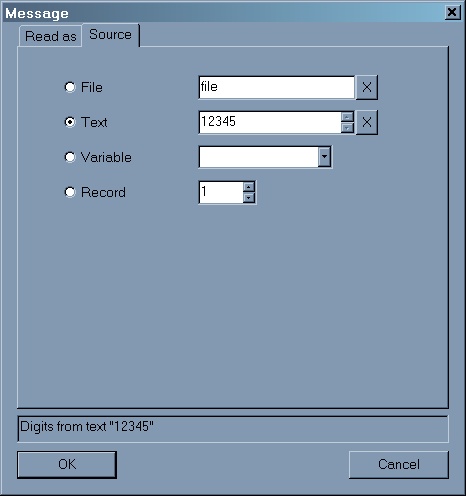 Message
Read as Source
File file X
Text 12345 X
Variable
Record 1
Digits from text "12345"
OK Cancel